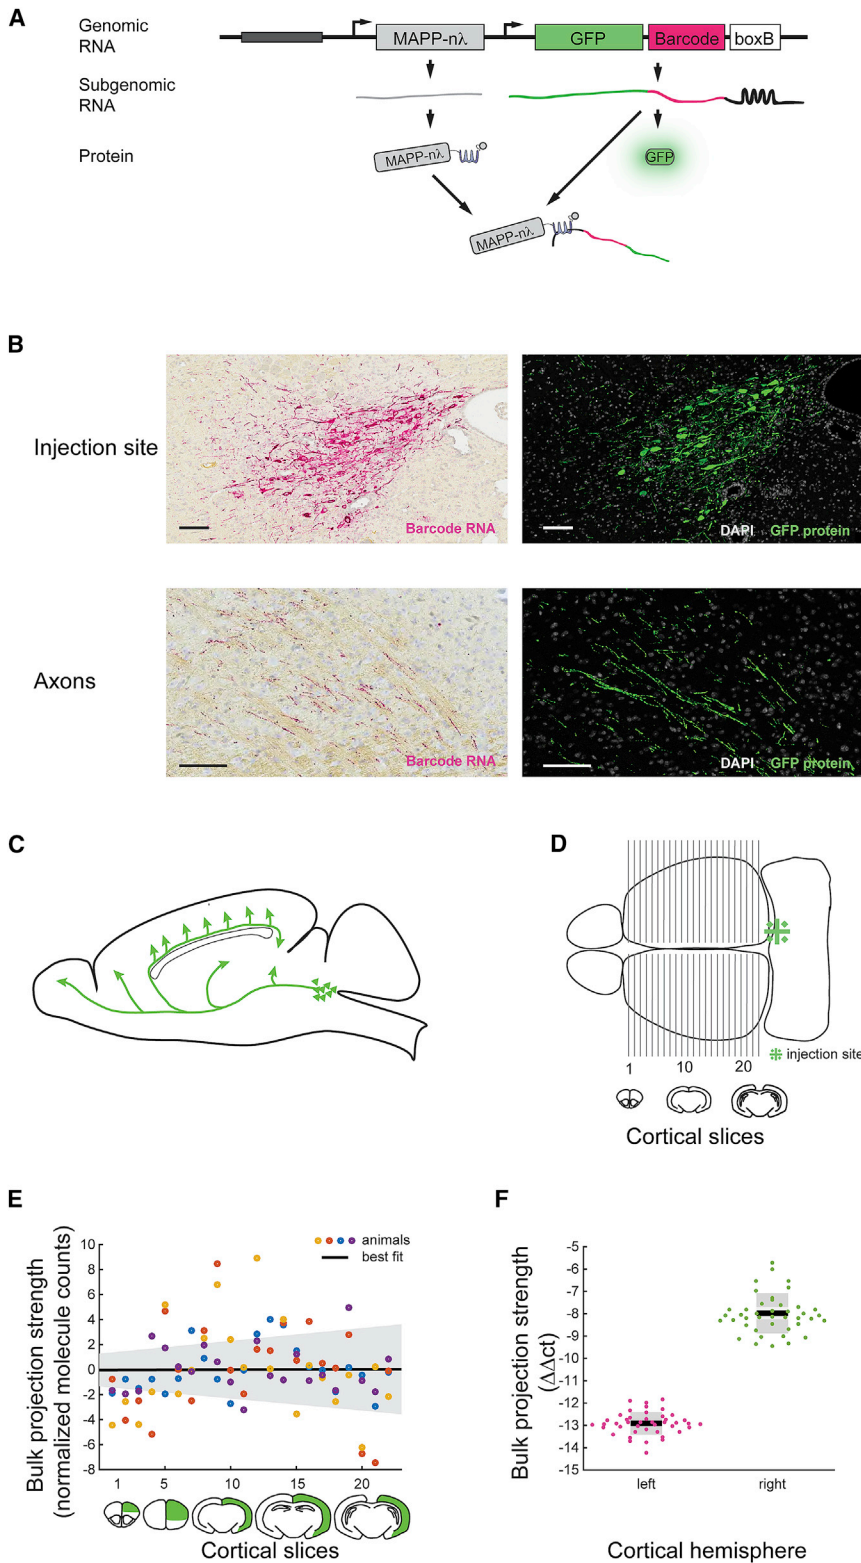 A
Genomic
RNA
MAPP-nλ
GFP
Barcode
boxB
Subgenomic
RNA
Protein
MAPP-nλ
GFP
MAPP-nλ
B
Injection site
Barcode RNA
DAPI GFP protein
Axons
Barcode RNA
DAPI GFP protein
C
D
injection site
1 10 20
Cortical slices
E
Bulk projection strength
(normalized molecule counts)
10
8
6
4
2
0
-2
-4
-6
-8
animals
best fit
1 5 10 15 20
Cortical slices
F
Bulk projection strength
(ΔΔct)
-5
-6
-7
-8
-9
-10
-11
-12
-13
-14
-15
left right
Cortical hemisphere